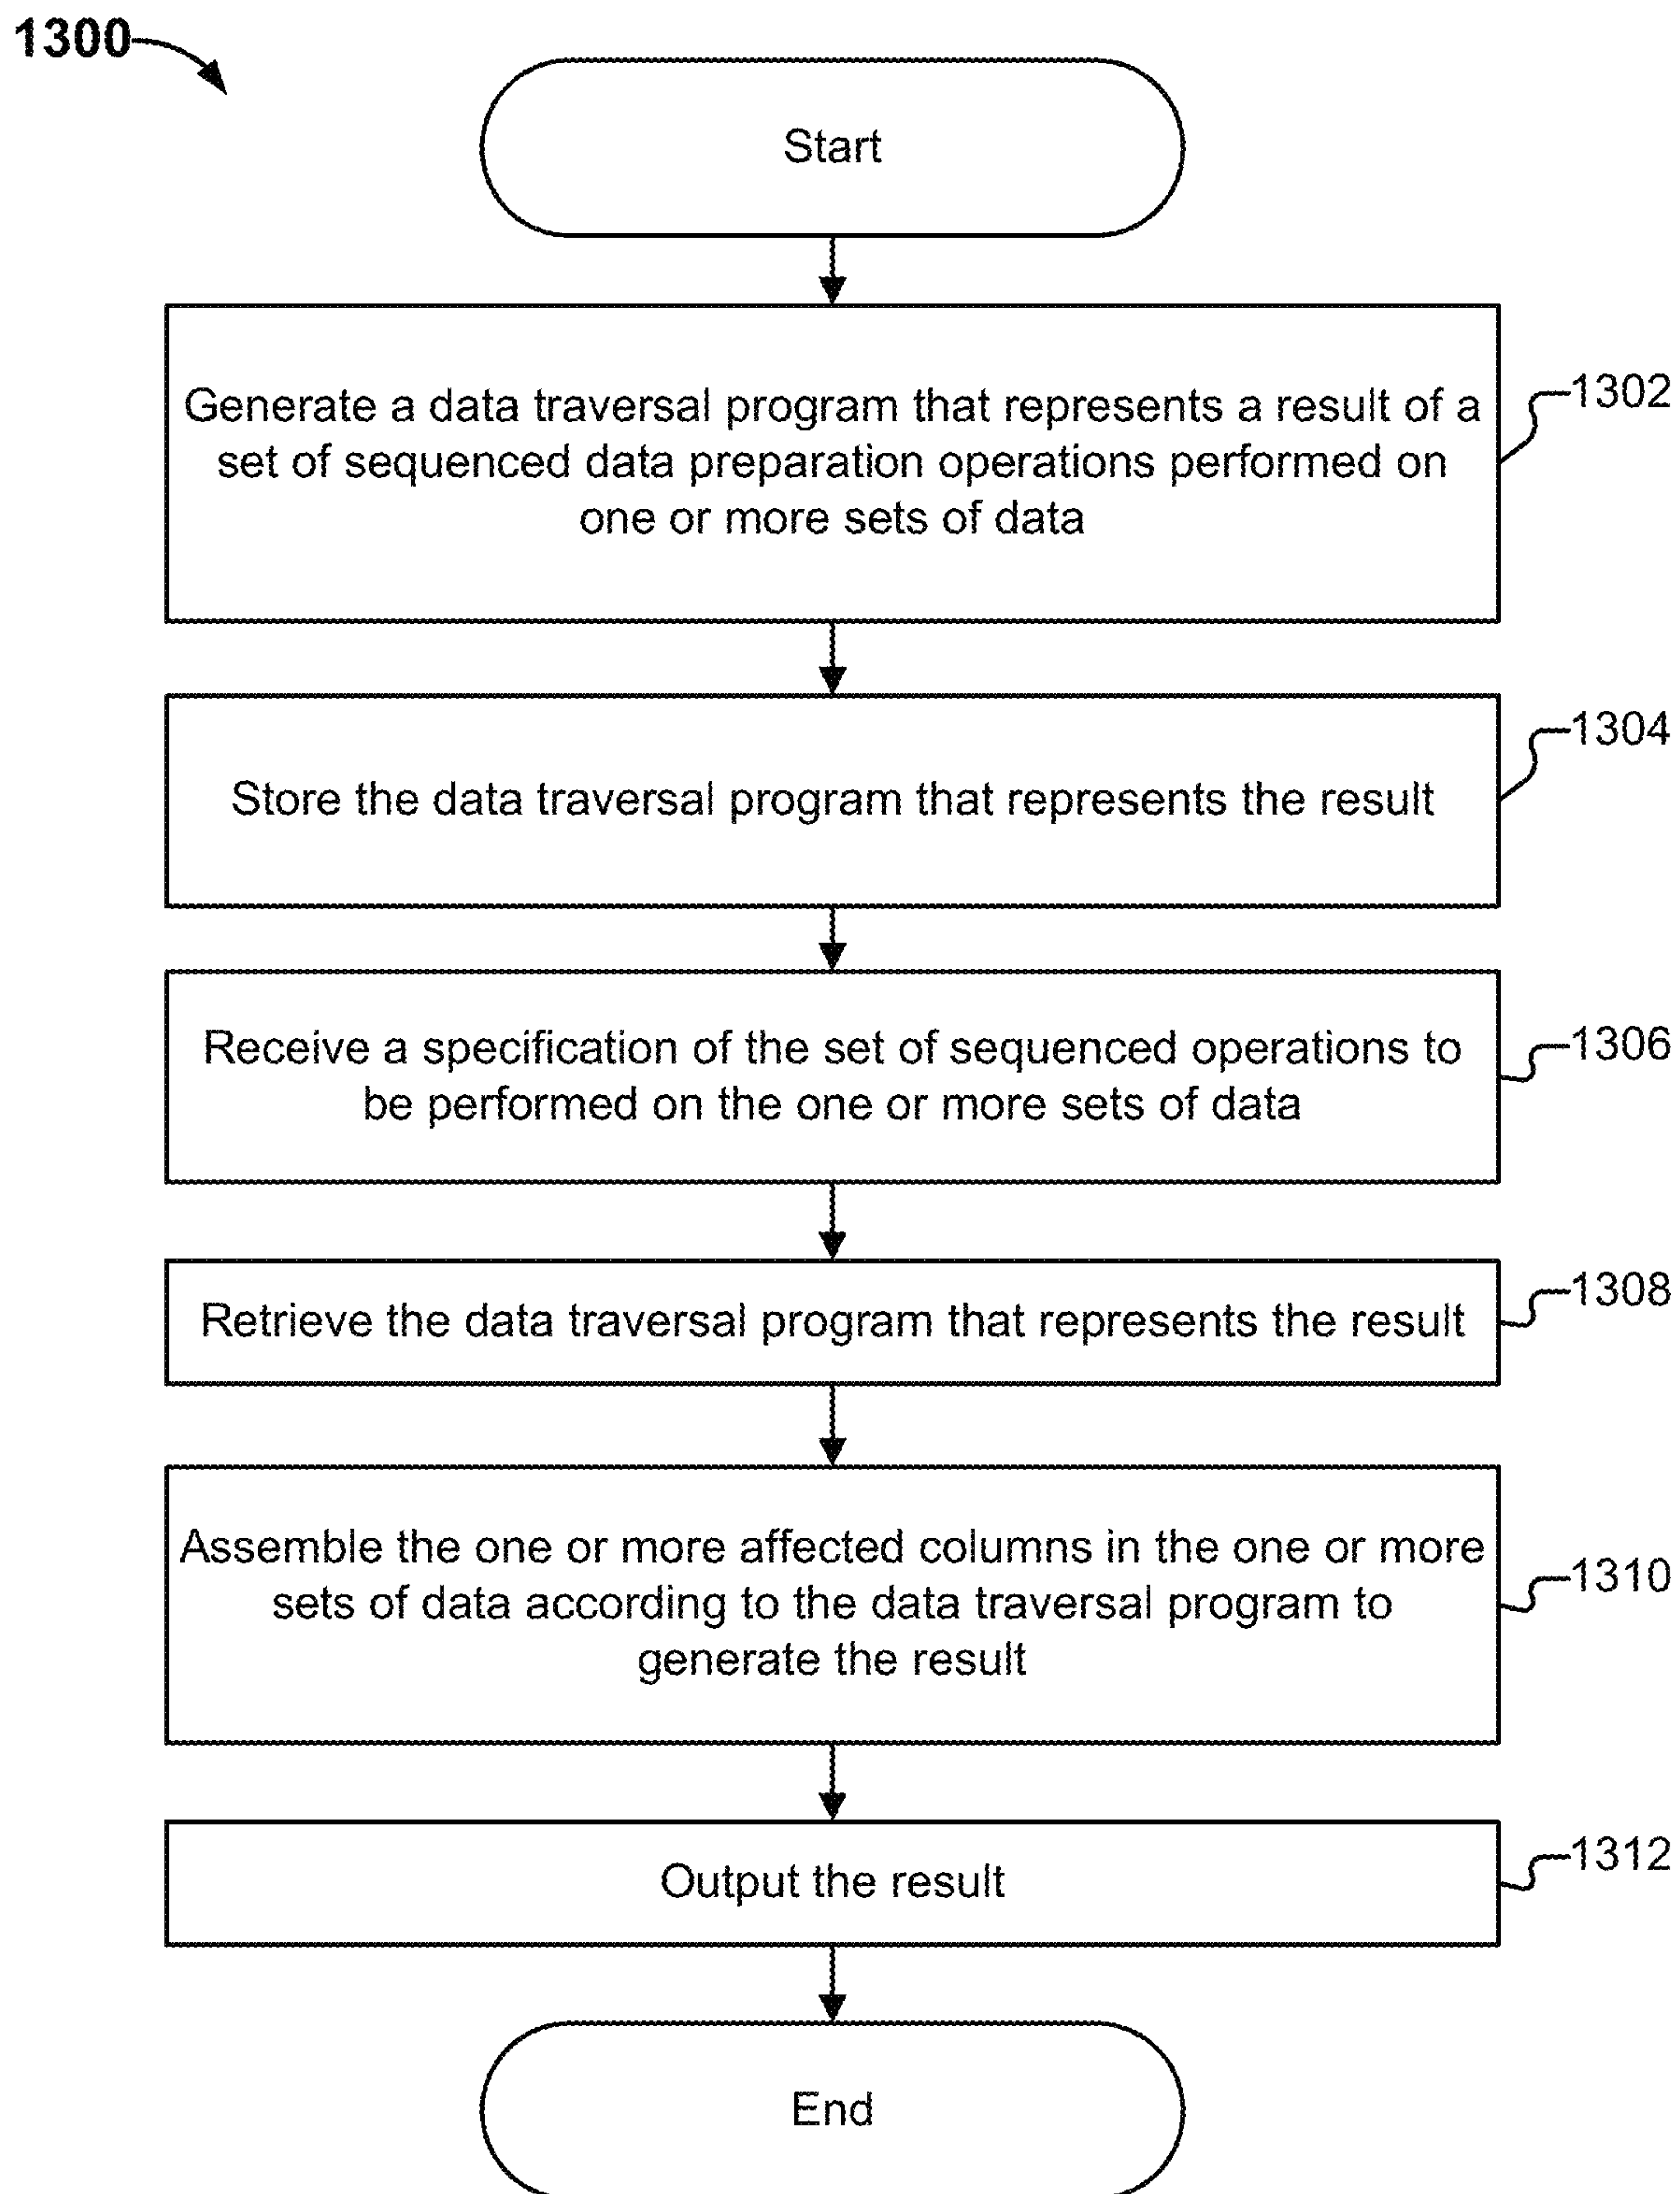 1300
Start
Generate a data traversal program that represents a result of a
set of sequenced data preparation operations performed on
one or more sets of data
1302
Store the data traversal program that represents the result
1304
Receive a specification of the set of sequenced operations to
be performed on the one or more sets of data
1306
Retrieve the data traversal program that represents the result
1308
Assemble the one or more affected columns in the one or more
sets of data according to the data traversal program to
generate the result
1310
Output the result
1312
End